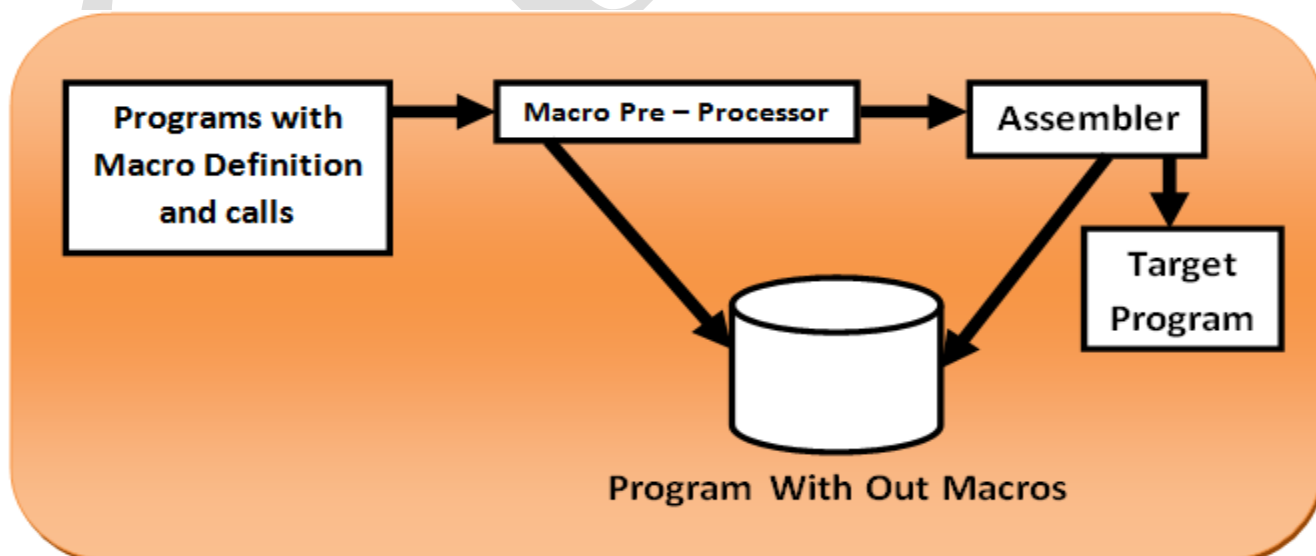 Programs with
Macro Definition
and calls
Macro Pre – Processor
Assembler
Target
Program
Program With Out Macros